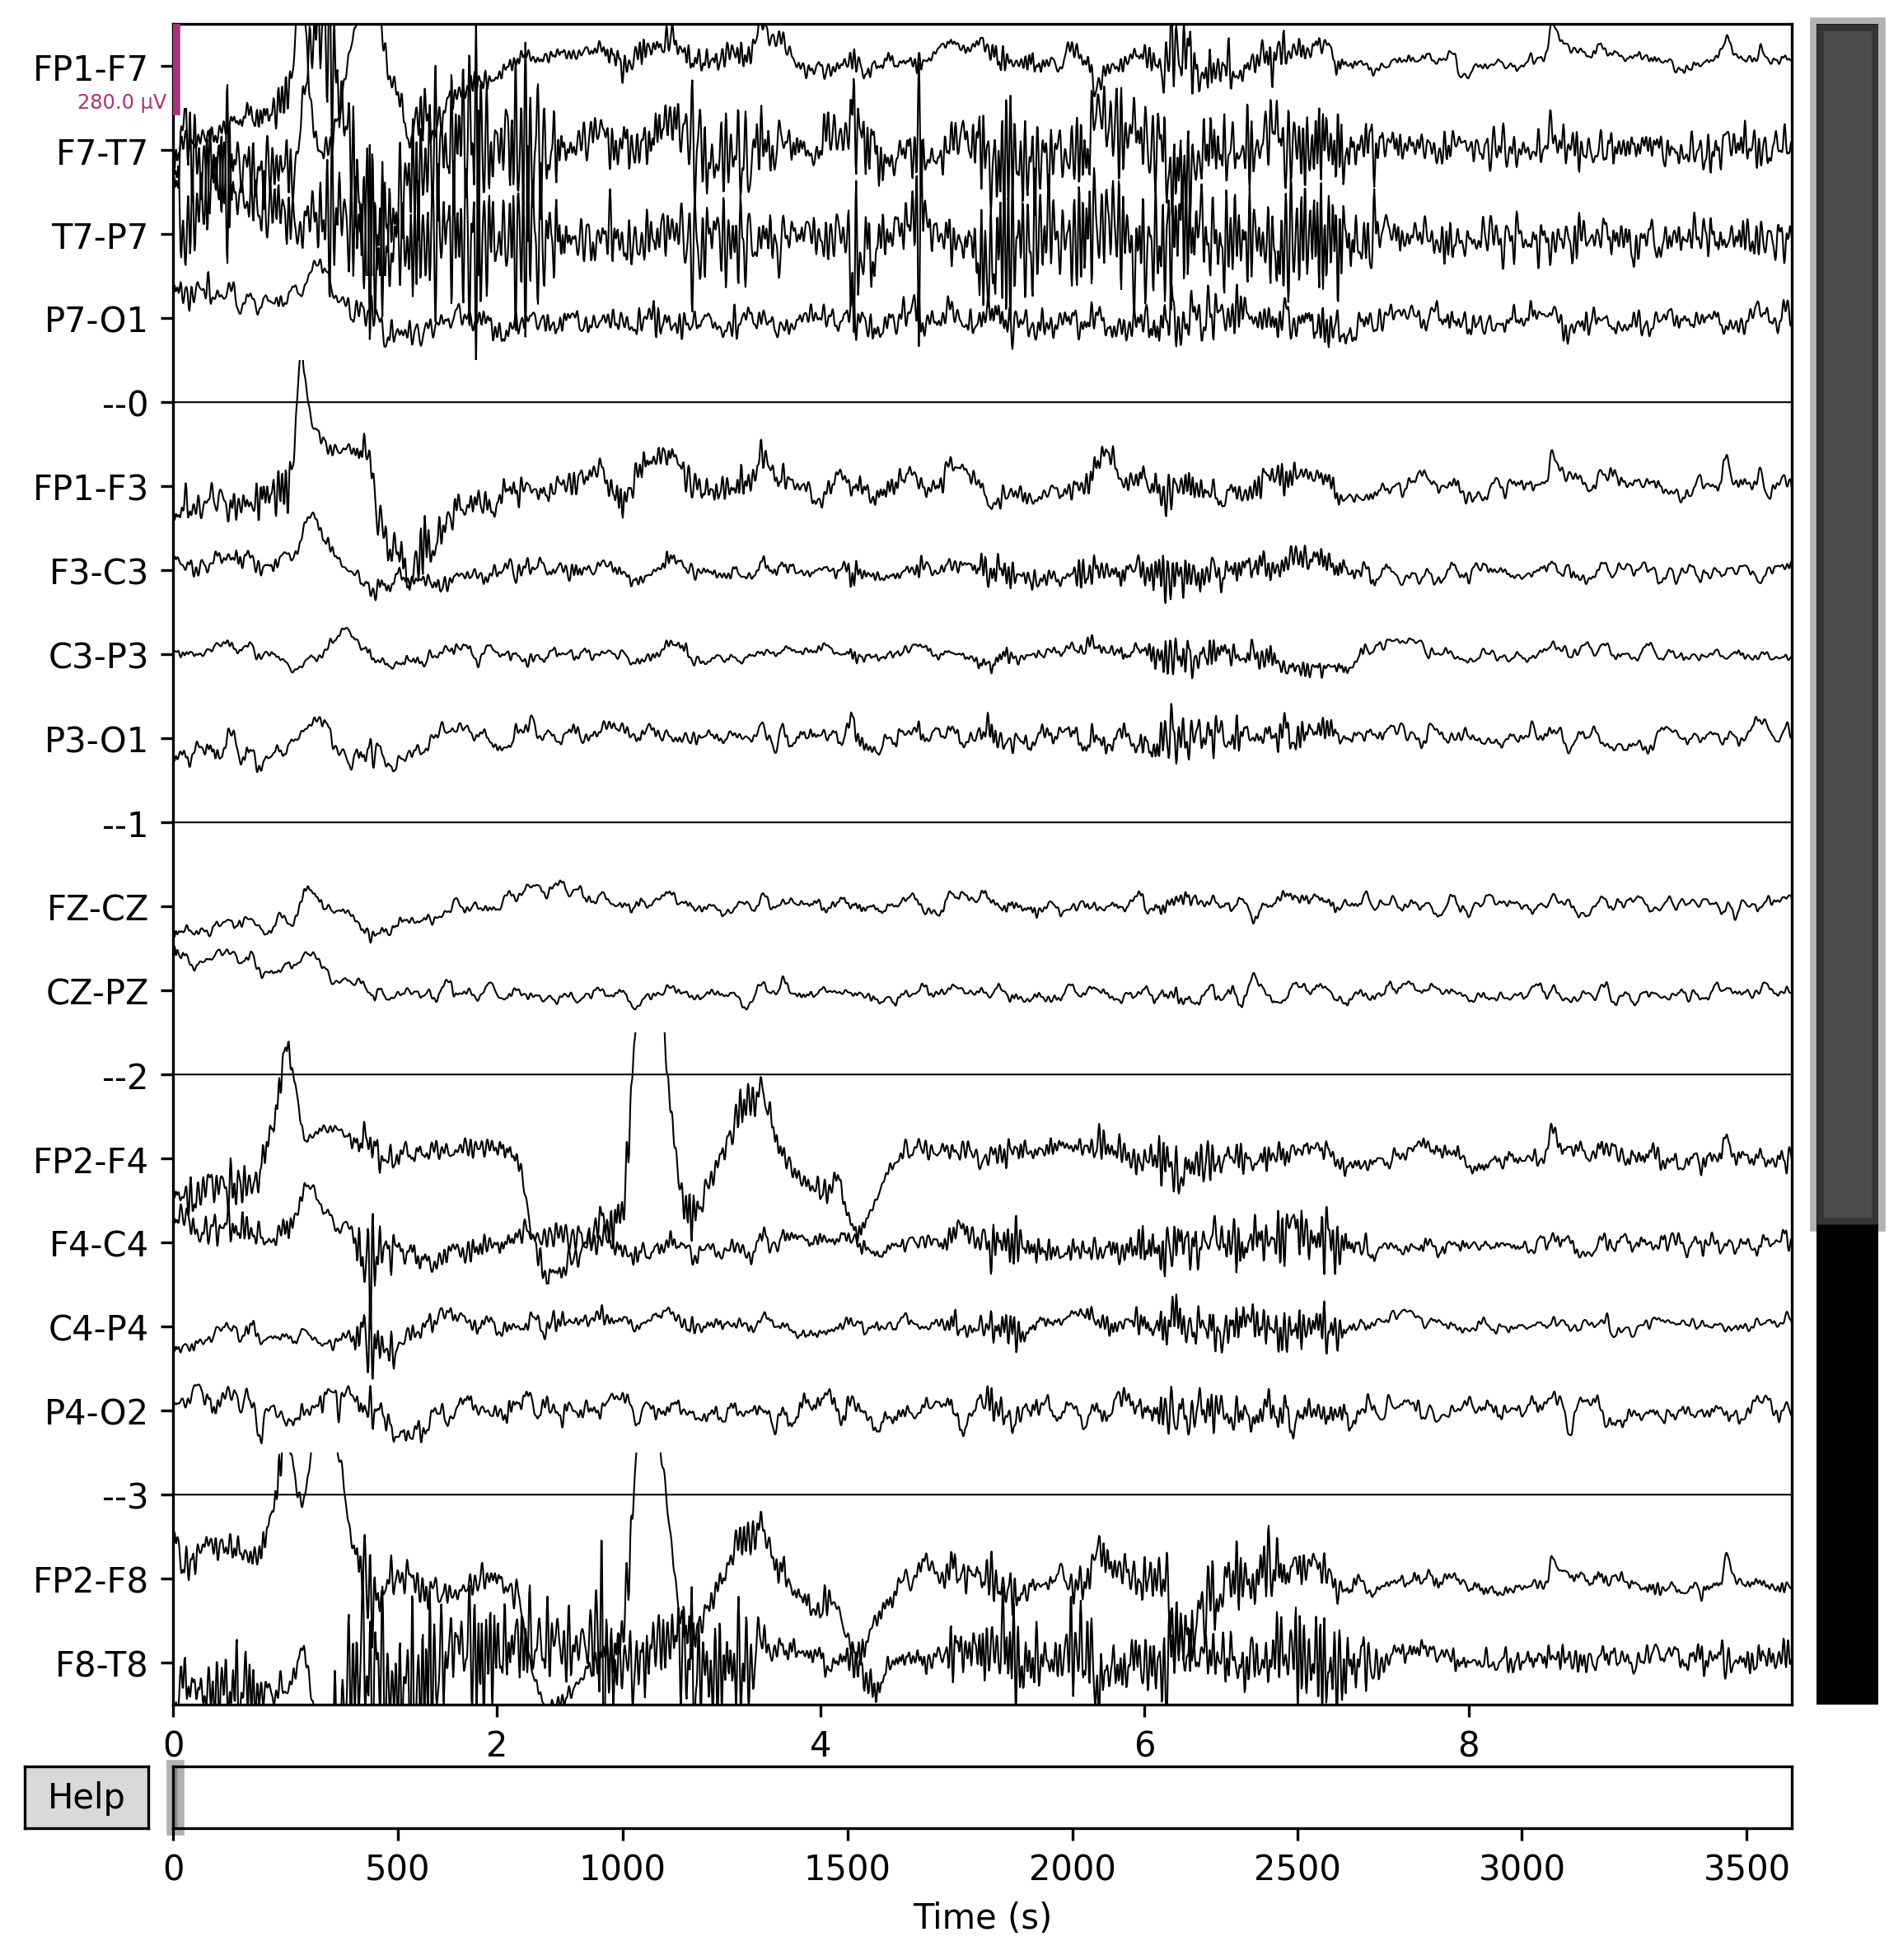 FP1-F7
280.0 µV
F7-T7
T7-P7
P7-O1
--0
FP1-F3
F3-C3
C3-P3
P3-O1
--1
FZ-CZ
CZ-PZ
--2
FP2-F4
F4-C4
C4-P4
P4-O2
--3
FP2-F8
F8-T8
0 2 4 6 8
Help
0 500 1000 1500 2000 2500 3000 3500
Time (s)